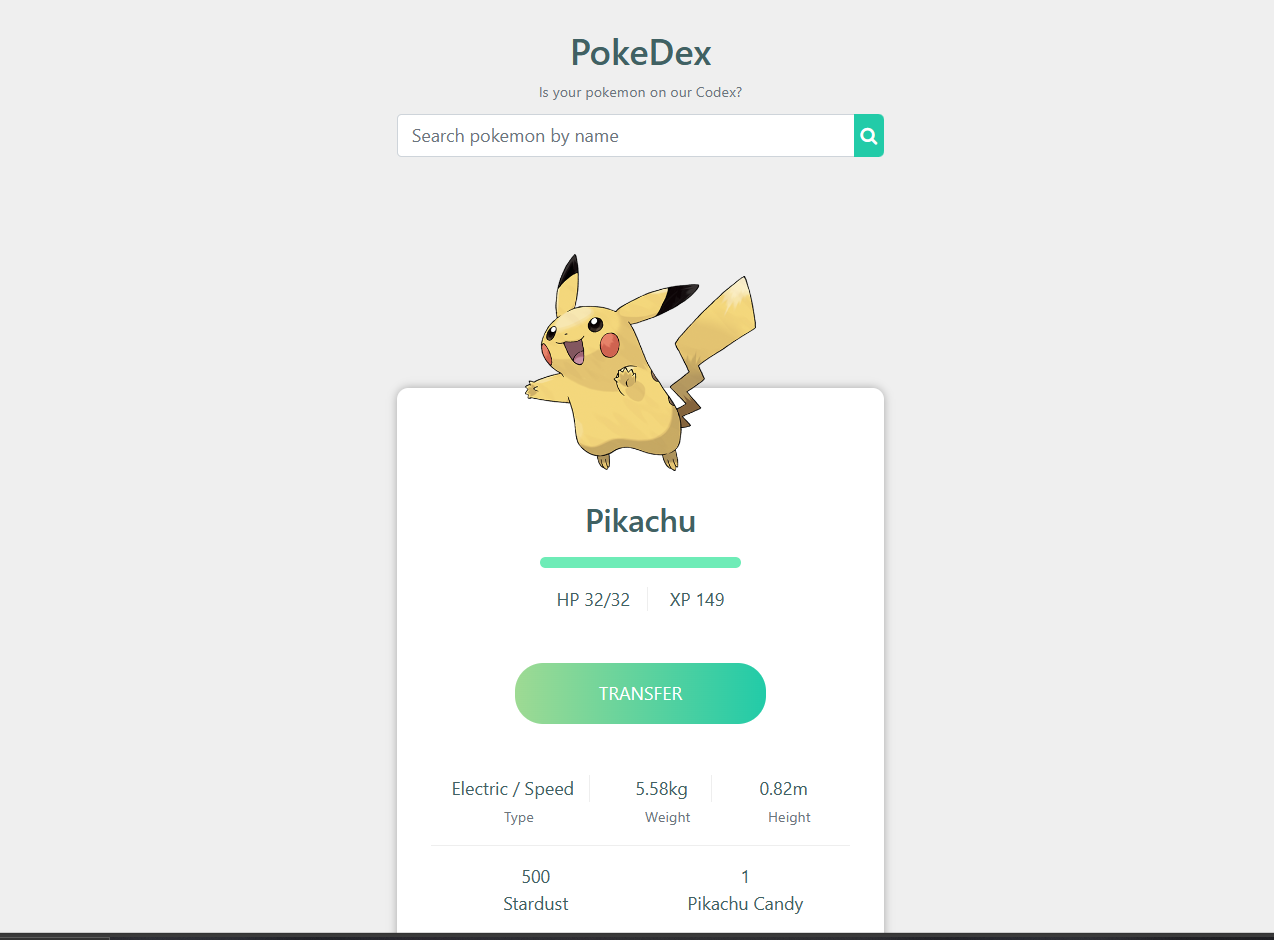 PokeDex
Is your pokemon on our Codex?
Search pokemon by name
Pikachu
HP 32/32 XP 149
TRANSFER
Electric / Speed 5.58kg 0.82m
Type Weight Height
500 1
Stardust Pikachu Candy